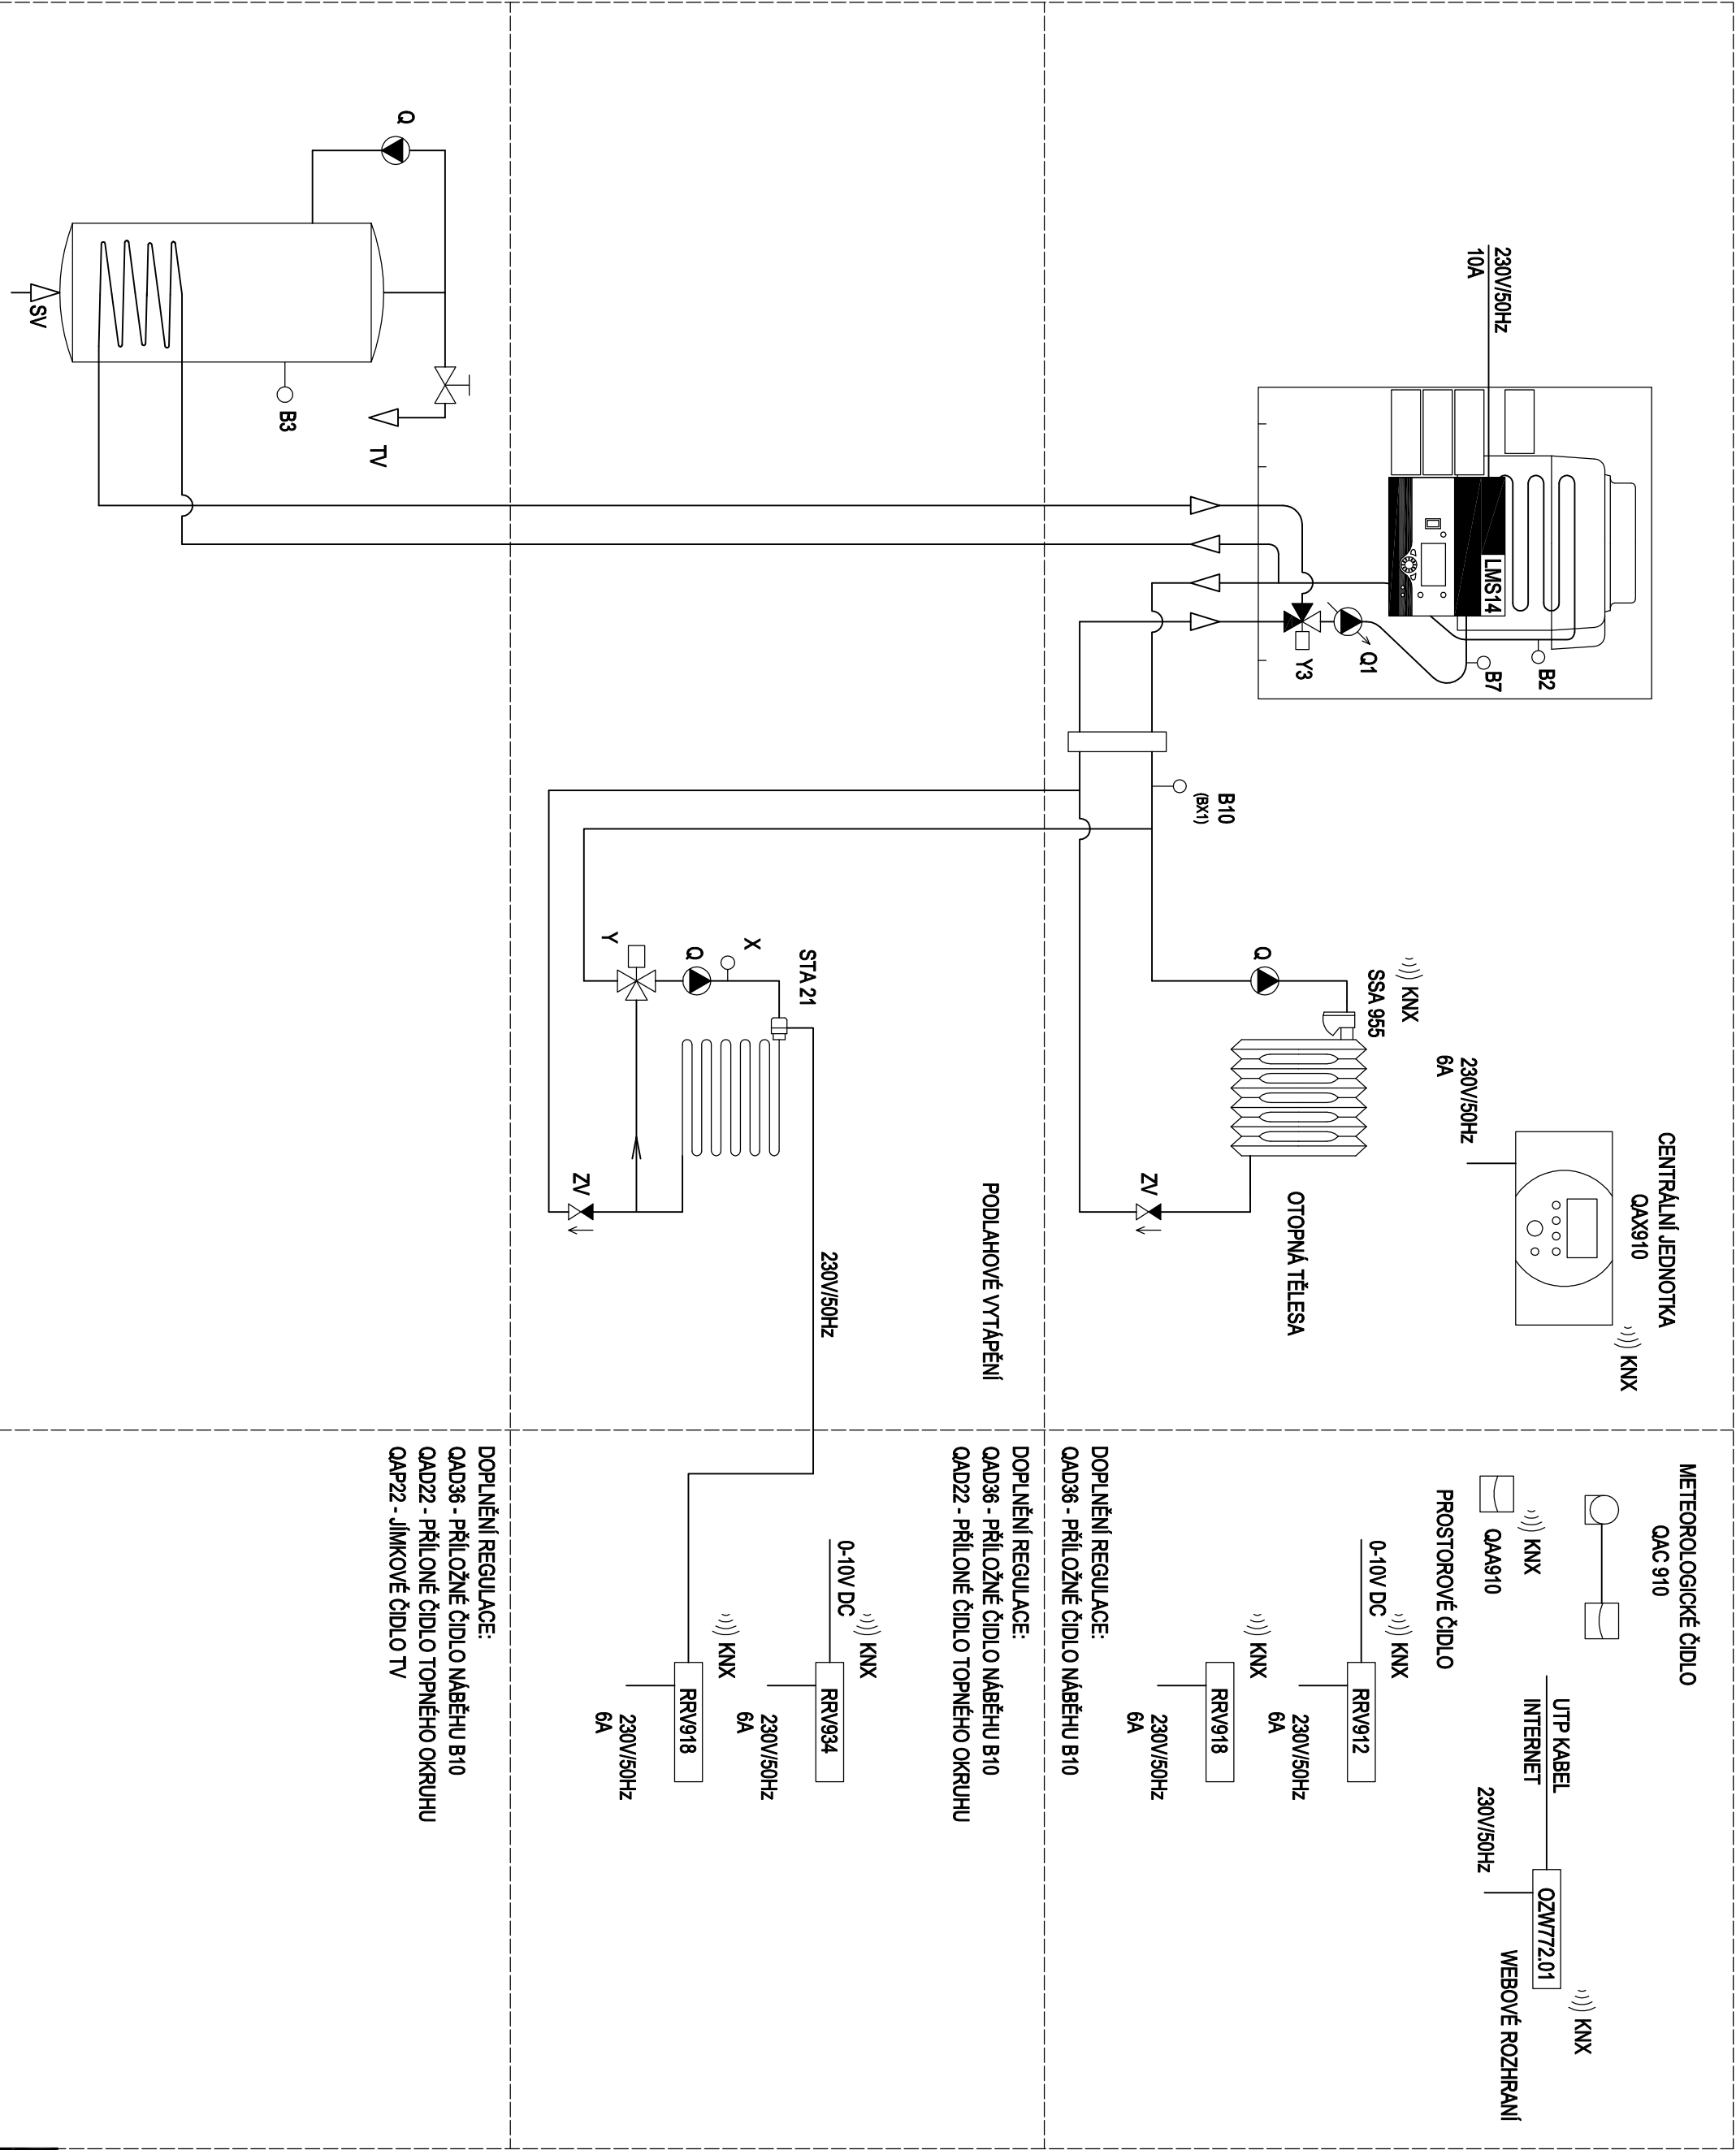 230V/50Hz
10A
LMS14
B2
B7
Q1
Y3
B10
(BX1)
CENTRÁLNÍ JEDNOTKA
QAX910
KNX
230V/50Hz
6A
KNX
SSA 955
Q
OTOPNÁ TĚLESA
ZV
METEOROLOGICKÉ ČIDLO
QAC 910
KNX
QAA910
PROSTOROVÉ ČIDLO
UTP KABEL
INTERNET
230V/50Hz
OZW772.01
KNX
WEBOVÉ ROZHRANÍ
0-10V DC
KNX
RRV912
230V/50Hz
6A
KNX
RRV918
230V/50Hz
6A
DOPLNĚNÍ REGULACE:
QAD36 - PŘÍLOŽNÉ ČIDLO NÁBĚHU B10
PODLAHOVÉ VYTÁPĚNÍ
STA 21
X
Q
Y
ZV
230V/50Hz
DOPLNĚNÍ REGULACE:
QAD36 - PŘÍLOŽNÉ ČIDLO NÁBĚHU B10
QAD22 - PŘÍLONÉ ČIDLO TOPNÉHO OKRUHU
0-10V DC
KNX
RRV934
230V/50Hz
6A
KNX
RRV918
230V/50Hz
6A
Q
TV
B3
SV
DOPLNĚNÍ REGULACE:
QAD36 - PŘÍLOŽNÉ ČIDLO NÁBĚHU B10
QAD22 - PŘÍLONÉ ČIDLO TOPNÉHO OKRUHU
QAP22 - JÍMKOVÉ ČIDLO TV